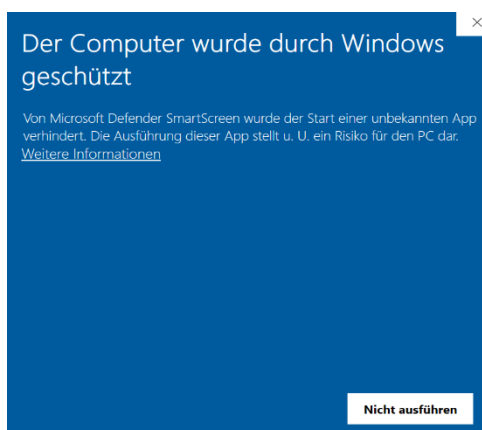 Der Computer wurde durch Windows
geschützt
Von Microsoft Defender SmartScreen wurde der Start einer unbekannten App
verhindert. Die Ausführung dieser App stellt u. U. ein Risiko für den PC dar.
Weitere Informationen
Nicht ausführen